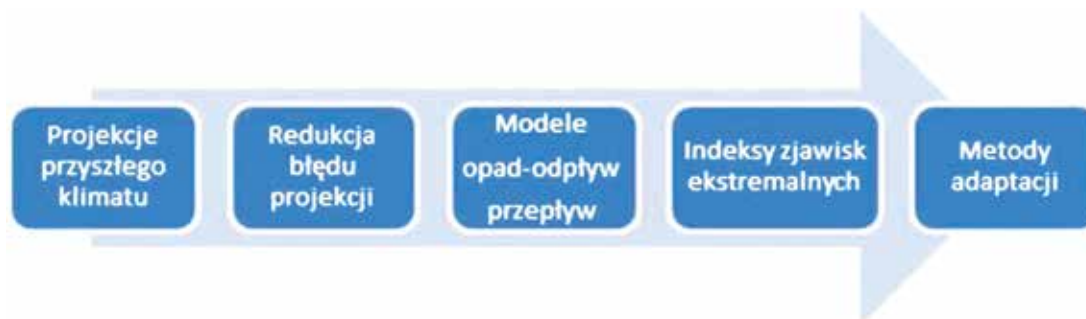 Projekcje
przyszłego
klimatu
Redukcja
błędu
projekcji
Modele
opad-odpływ
przepływ
Indeksy zjawisk
ekstremalnych
Metody
adaptacji